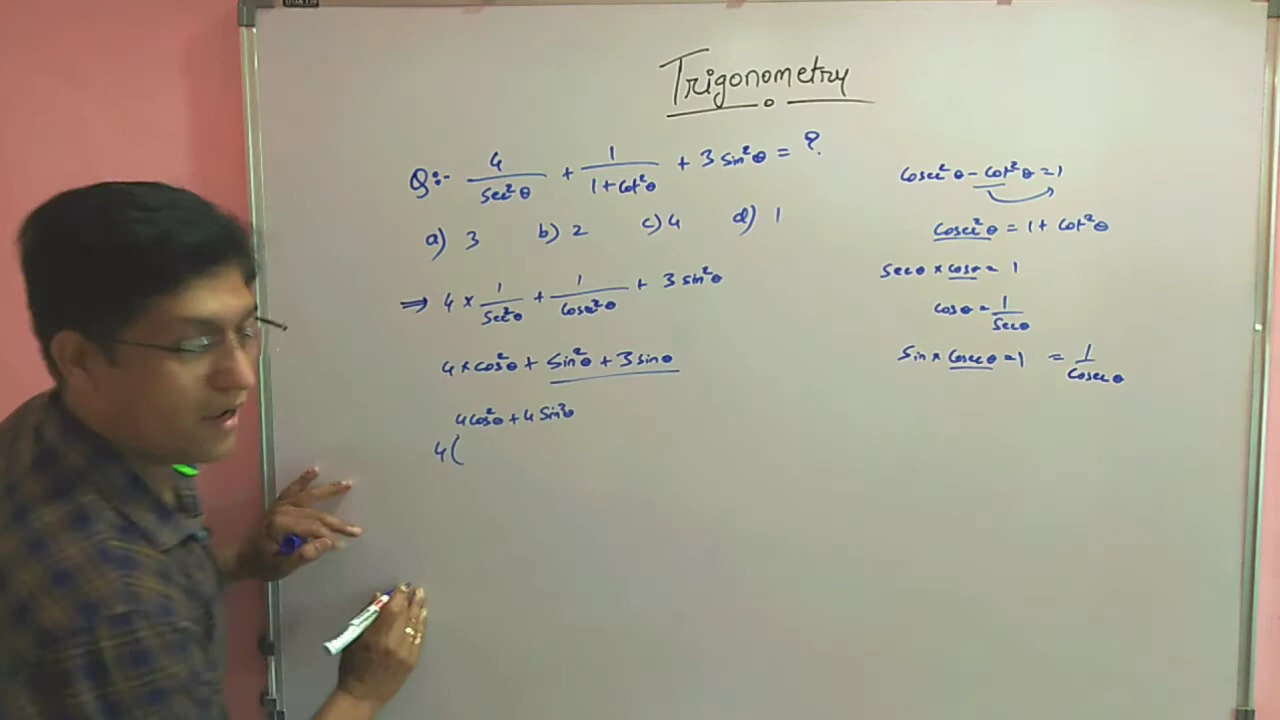 Trigonometry
Q:- 4/sec²θ + 1/1+cot²θ + 3 sin²θ = ?
a) 3 b) 2 c) 4 d) 1
⇒ 4 × 1/sec²θ + 1/cosec²θ + 3 sin²θ
4 × cos²θ + sin²θ + 3 sinθ
4cos²θ + 4 sin²θ
4(
cosec²θ - cot²θ = 1
cosec²θ = 1 + cot²θ
secθ × cosθ = 1
cosθ = 1/secθ
sin × cosecθ = 1 = 1/cosecθ